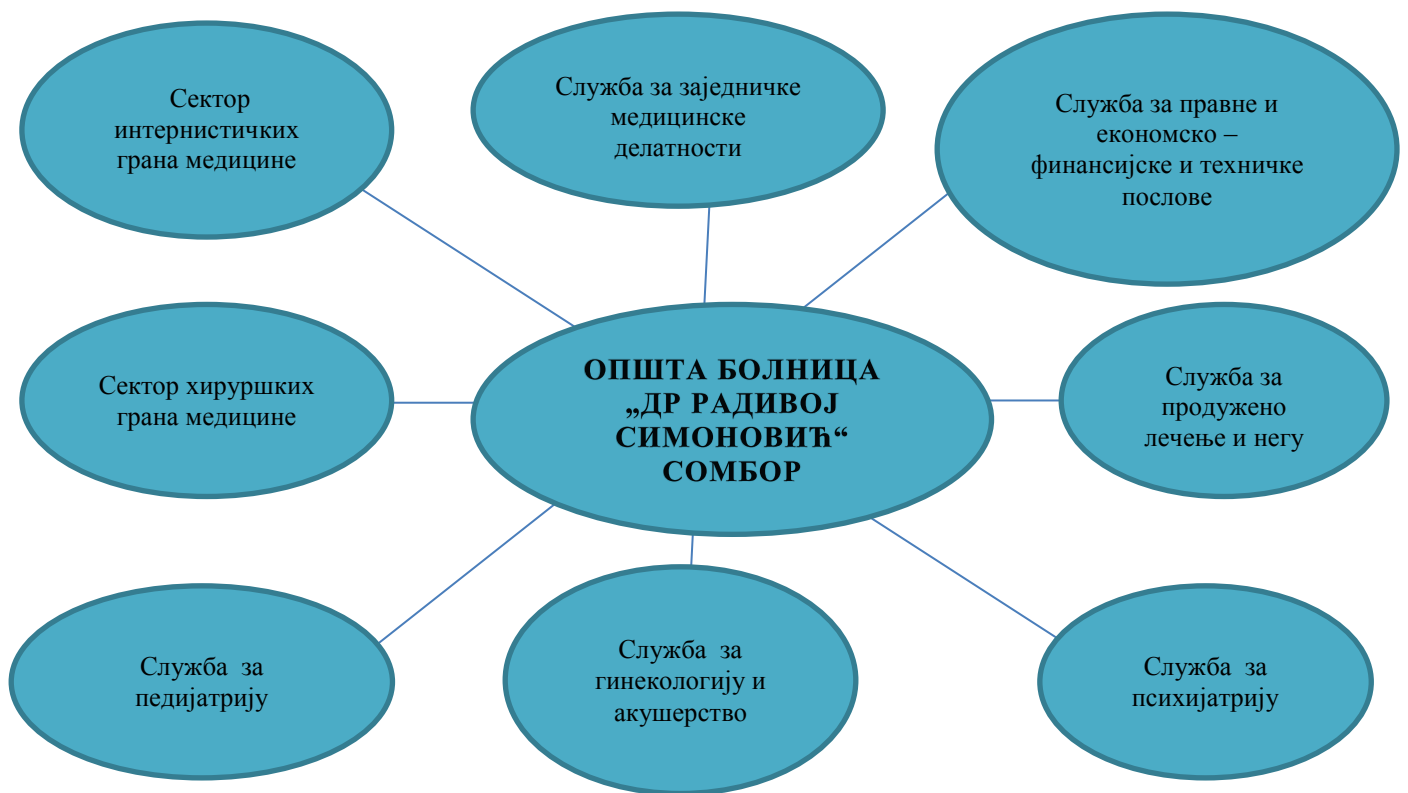 Сектор
интернистичких
грана медицине
Служба за заједничке
медицинске
делатности
Служба за правне и
економско –
финансијске и техничке
послове
Сектор хируршких
грана медицине
ОПШТА БОЛНИЦА
„ДР РАДИВОЈ
СИМОНОВИЋ“
СОМБОР
Служба за
продужено
лечење и негу
Служба за
педијатрију
Служба за
гинекологију и
акушерство
Служба за
психијатрију